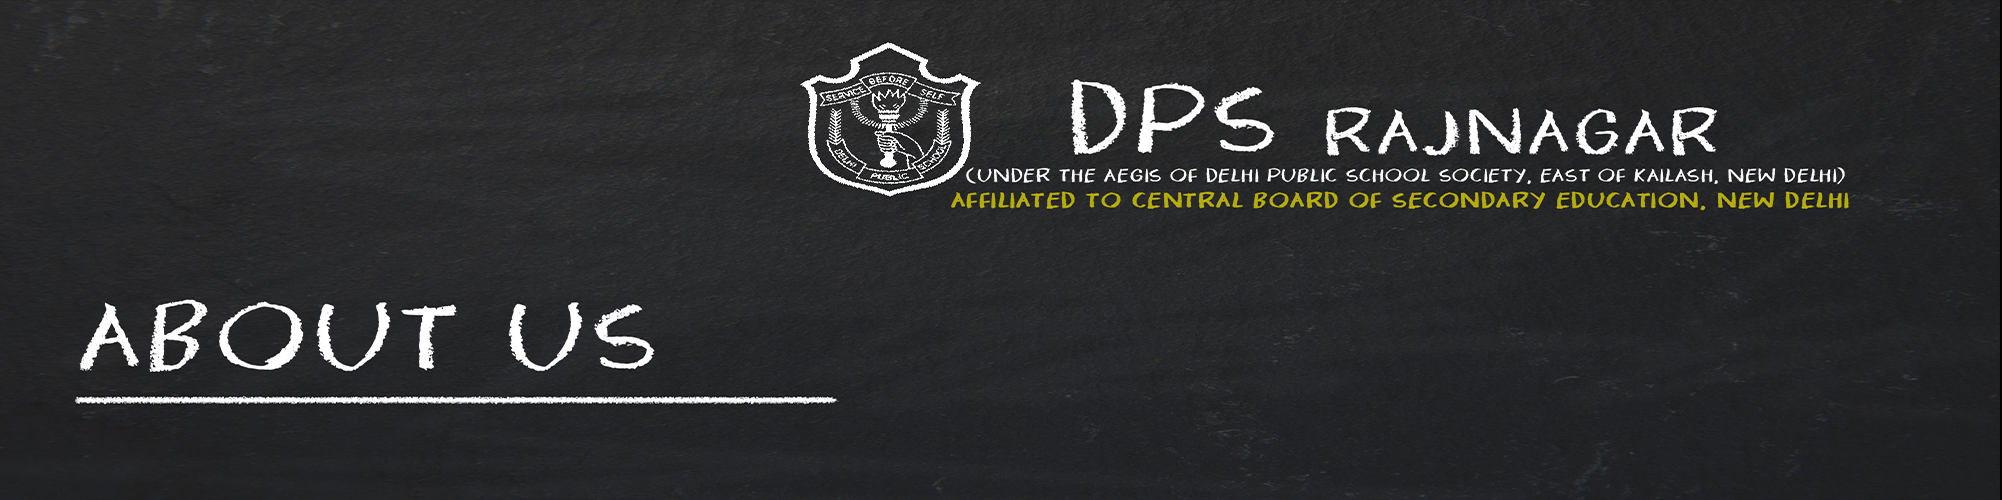 SERVICE BEFORE SELF
DELHI PUBLIC SCHOOL
DPS RAJNAGAR
(UNDER THE AEGIS OF DELHI PUBLIC SCHOOL SOCIETY, EAST OF KAILASH, NEW DELHI)
AFFILIATED TO CENTRAL BOARD OF SECONDARY EDUCATION, NEW DELHI
ABOUT US